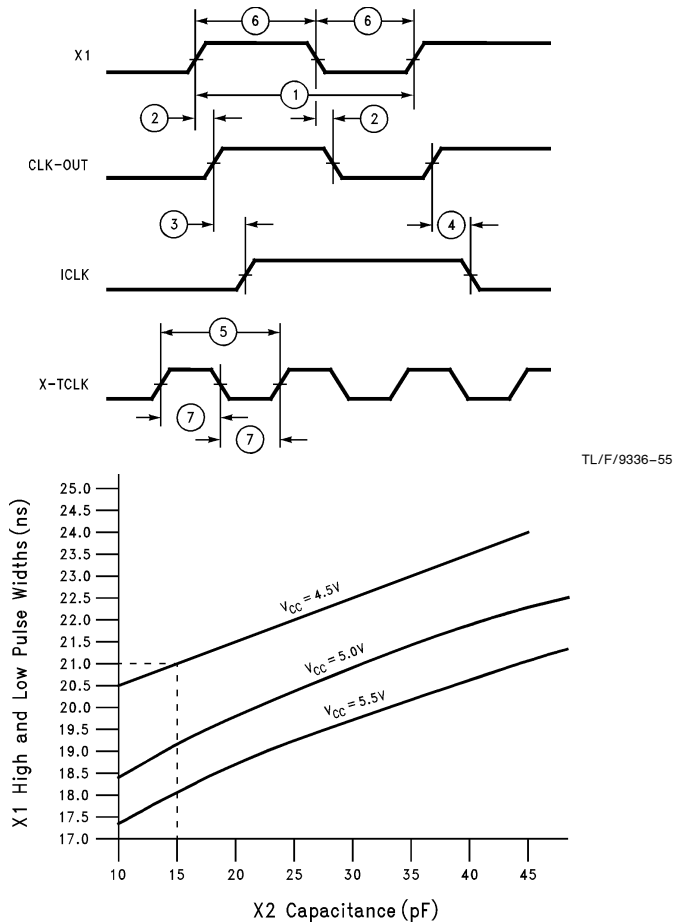 6
6
X1
1
2
2
CLK-OUT
3
4
ICLK
5
X-TCLK
7
7
TL/F/9336–55
X1 High and Low Pulse Widths (ns)
25.0
24.5
24.0
23.5
23.0
22.5
22.0
21.5
21.0
20.5
20.0
19.5
19.0
18.5
18.0
17.5
17.0
VCC = 4.5V
VCC = 5.0V
VCC = 5.5V
10 15 20 25 30 35 40 45
X2 Capacitance (pF)